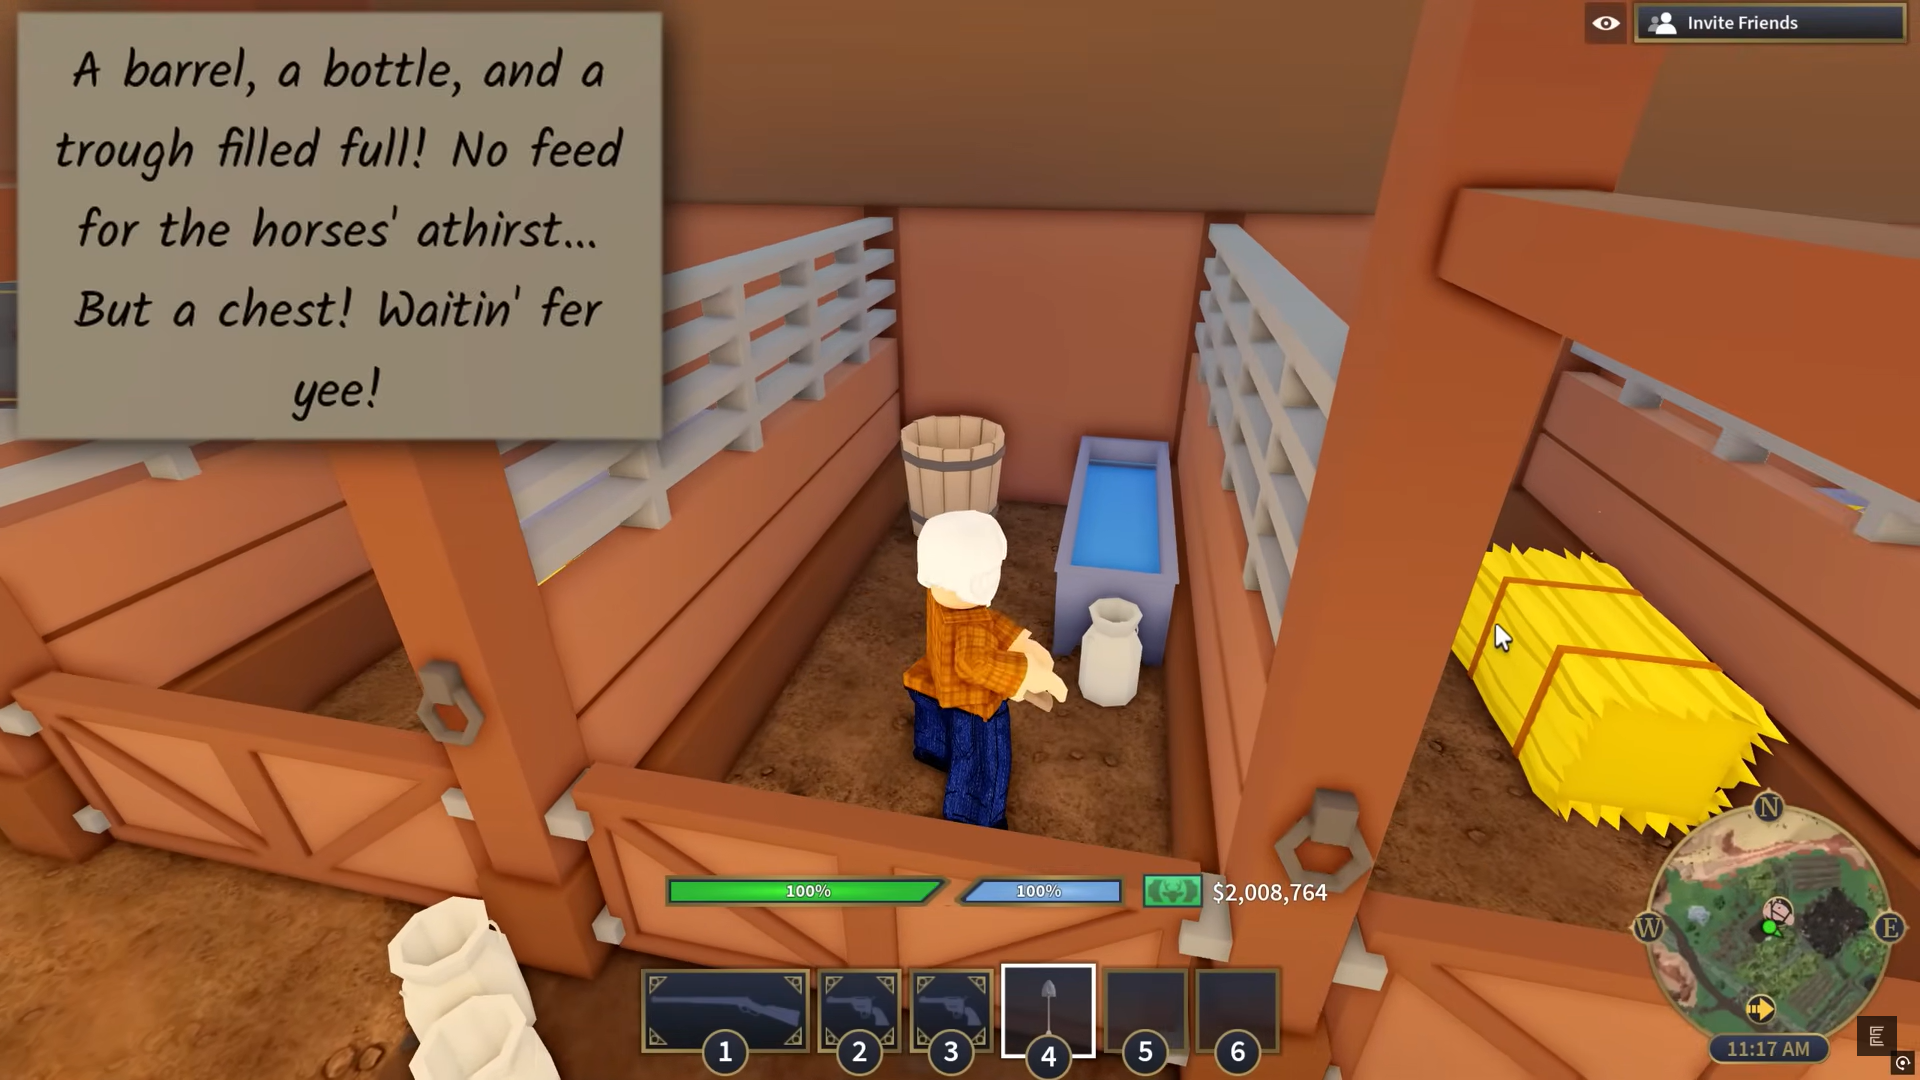 Invite Friends
A barrel, a bottle, and a
trough filled full! No feed
for the horses' athirst...
But a chest! Waitin' fer
yee!
100%
100%
$2,008,764
1
2
3
4
5
6
N
W
E
11:17 AM